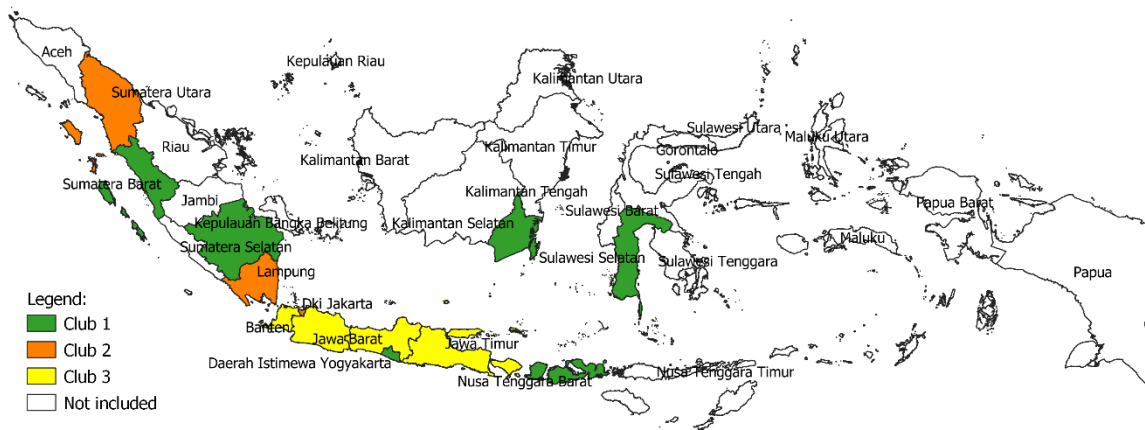 Aceh
Kepulauan Riau
Kalimantan Utara
Sumatera Utara
Sulawesi Utara
Maluku Utara
Riau
Kalimantan Barat
Kalimantan Timur
Gorontalo
Sulawesi Tengah
Sumatera Barat
Jambi
Kalimantan Tengah
Papua Barat
Kepulauan Bangka Belitung
Kalimantan Selatan
Sulawesi Barat
Maluku
Sumatera Selatan
Sulawesi Selatan
Sulawesi Tenggara
Lampung
Papua
Legend:
Dki Jakarta
Club 1
Banten
Jawa Barat
Jawa Timur
Club 2
Daerah Istimewa Yogyakarta
Nusa Tenggara Timur
Club 3
Nusa Tenggara Barat
Not included